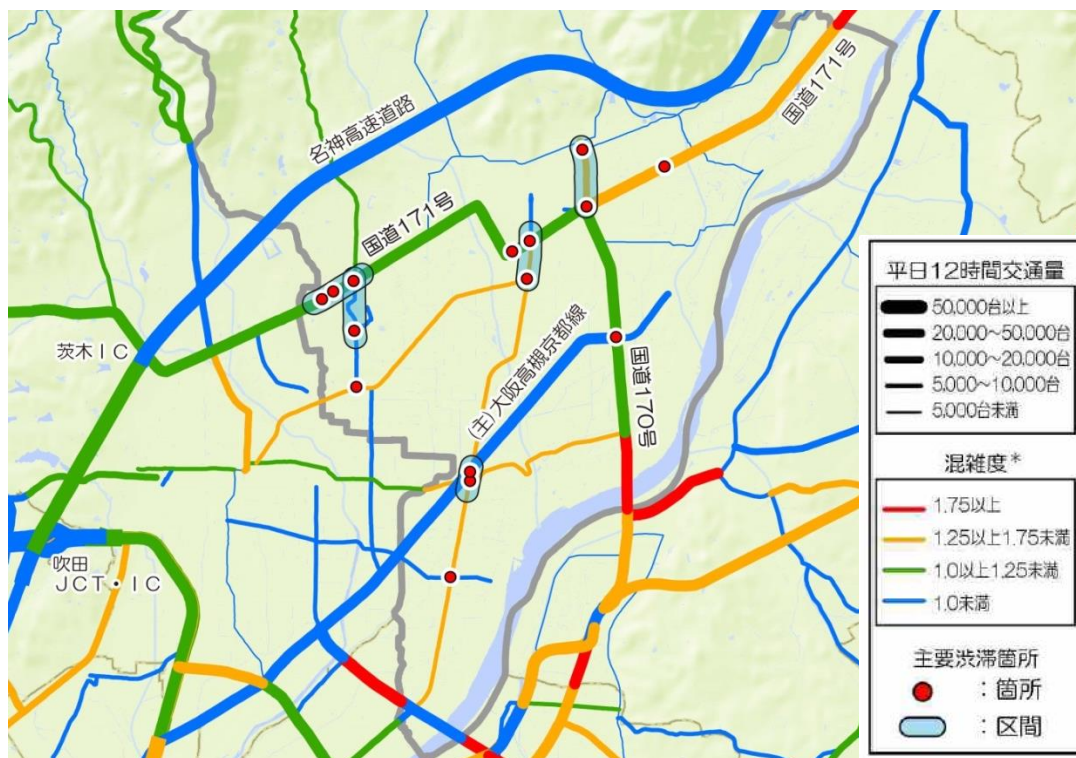 国道171号
名神高速道路
国道171号
茨木IC
(主)大阪高槻京都線
国道170号
吹田
JCT・IC
平日12時間交通量
50,000台以上
20,000~50,000台
10,000~20,000台
5,000~10,000台
5,000台未満
混雑度*
1.75以上
1.25以上1.75未満
1.0以上1.25未満
1.0未満
主要渋滞箇所
:箇所
:区間